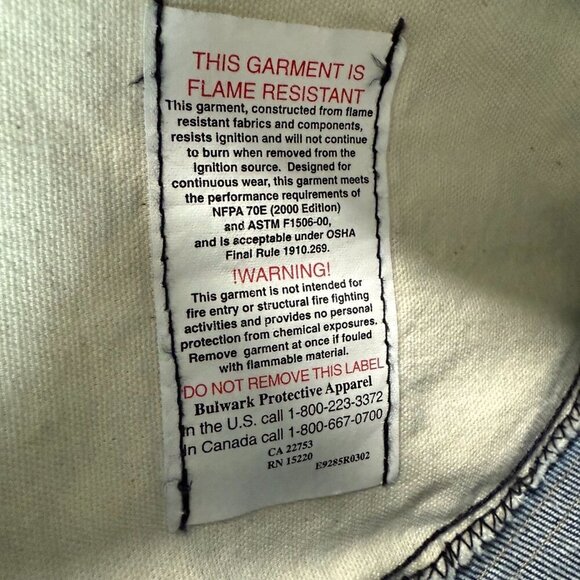 THIS GARMENT IS
FLAME RESISTANT
This garment, constructed from flame
resistant fabrics and components,
resists ignition and will not continue
to burn when removed from the
ignition source. Designed for
continuous wear, this garment meets
the performance requirements of
NFPA 70E (2000 Edition)
and ASTM F1506-00,
and is acceptable under OSHA
Final Rule 1910.269.
!WARNING!
This garment is not intended for
fire entry or structural fire fighting
activities and provides no personal
protection from chemical exposures.
Remove garment at once if fouled
with flammable material.
DO NOT REMOVE THIS LABEL
Bulwark Protective Apparel
In the U.S. call 1-800-223-3372
In Canada call 1-800-667-0700
CA 22753
RN 15220 E9285R0302